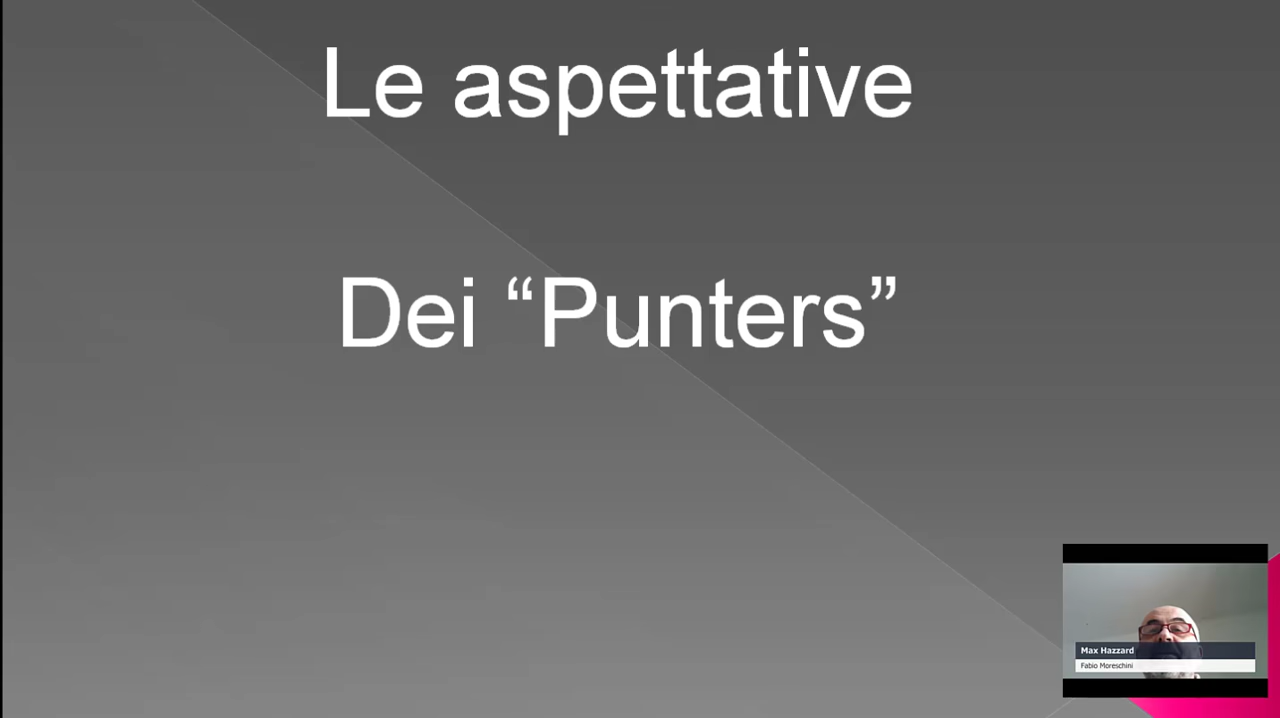 Le aspettative
Dei “Punters”
Max Hazzard
Fabio Moreschini